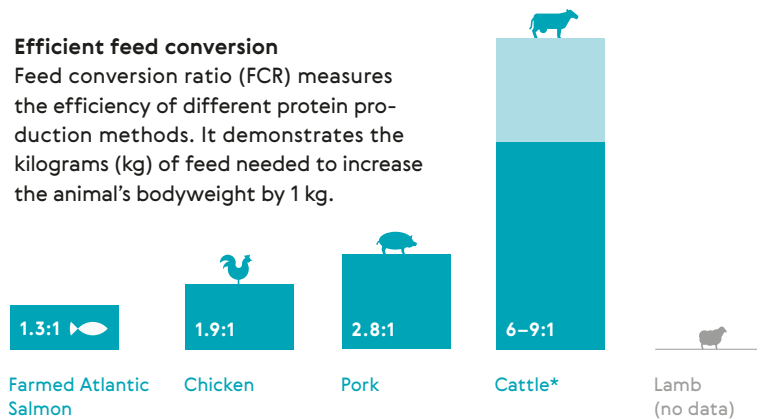 Efficient feed conversion
Feed conversion ratio (FCR) measures
the efficiency of different protein pro-
duction methods. It demonstrates the
kilograms (kg) of feed needed to increase
the animal's bodyweight by 1 kg.
1.3:1
1.9:1
2.8:1
6–9:1
Farmed Atlantic
Salmon
Chicken
Pork
Cattle*
Lamb
(no data)